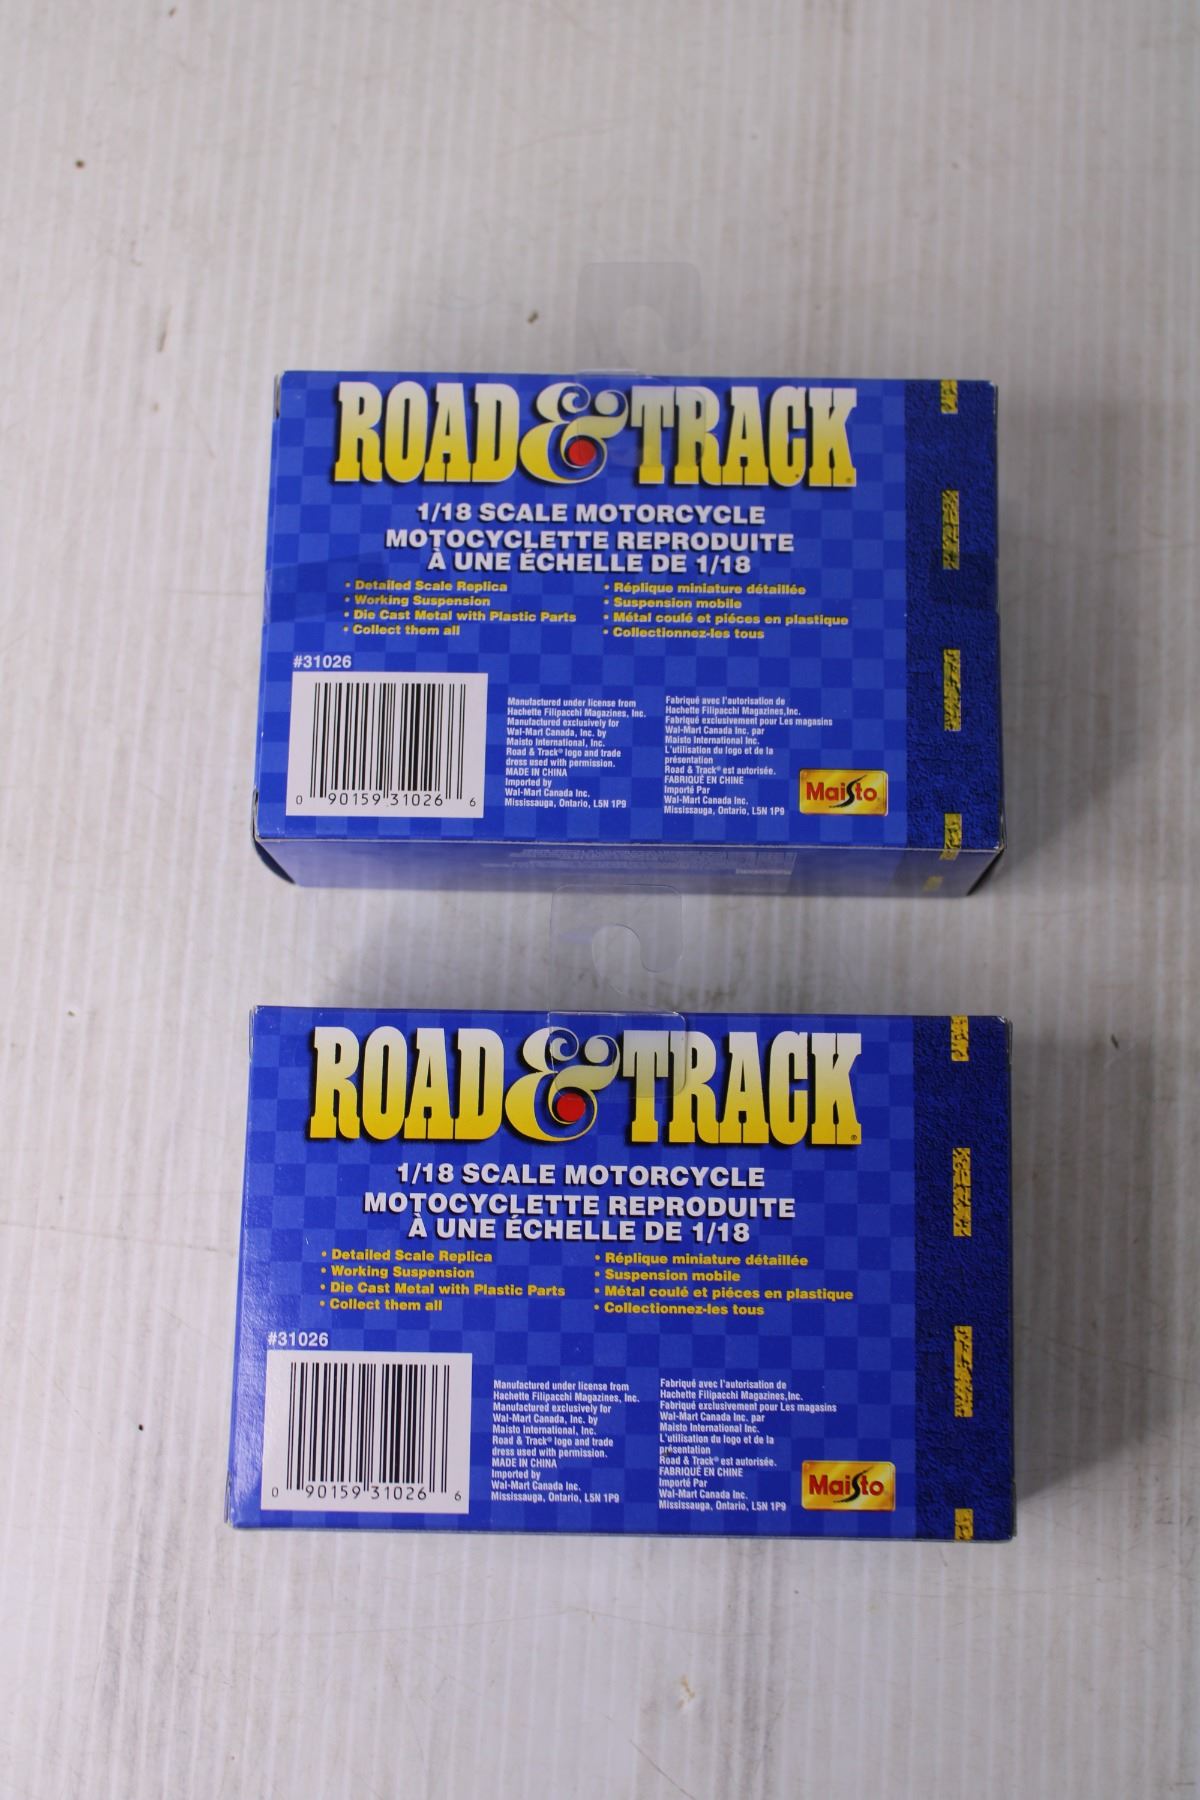 ROAD & TRACK®
1/18 SCALE MOTORCYCLE
MOTOCYCLETTE REPRODUITE
À UNE ÉCHELLE DE 1/18
• Detailed Scale Replica
• Working Suspension
• Die Cast Metal with Plastic Parts
• Collect them all
• Réplique miniature détaillée
• Suspension mobile
• Métal coulé et piéces en plastique
• Collectionnez-les tous
#31026
0 90159 31026 6
Manufactured under license from
Hachette Filipacchi Magazines, Inc.
Manufactured exclusively for
Wal-Mart Canada, Inc. by
Maisto International, Inc.
Road & Track® logo and trade
dress used with permission.
MADE IN CHINA
Imported by
Wal-Mart Canada Inc.
Mississauga, Ontario, L5N 1P9
Fabriqué avec l'autorisation de
Hachette Filipacchi Magazines,Inc.
Fabriqué exclusivement pour Les magasins
Wal-Mart Canada Inc. par
Maisto International Inc.
L'utilisation du logo et de la
présentation
Road & Track® est autorisée.
FABRIQUÉ EN CHINE
Importé Par
Wal-Mart Canada Inc.
Mississauga, Ontario, L5N 1P9
Maisto
ROAD & TRACK®
1/18 SCALE MOTORCYCLE
MOTOCYCLETTE REPRODUITE
À UNE ÉCHELLE DE 1/18
• Detailed Scale Replica
• Working Suspension
• Die Cast Metal with Plastic Parts
• Collect them all
• Réplique miniature détaillée
• Suspension mobile
• Métal coulé et piéces en plastique
• Collectionnez-les tous
#31026
0 90159 31026 6
Manufactured under license from
Hachette Filipacchi Magazines, Inc.
Manufactured exclusively for
Wal-Mart Canada, Inc. by
Maisto International, Inc.
Road & Track® logo and trade
dress used with permission.
MADE IN CHINA
Imported by
Wal-Mart Canada Inc.
Mississauga, Ontario, L5N 1P9
Fabriqué avec l'autorisation de
Hachette Filipacchi Magazines,Inc.
Fabriqué exclusivement pour Les magasins
Wal-Mart Canada Inc. par
Maisto International Inc.
L'utilisation du logo et de la
présentation
Road & Track® est autorisée.
FABRIQUÉ EN CHINE
Importé Par
Wal-Mart Canada Inc.
Mississauga, Ontario, L5N 1P9
Maisto